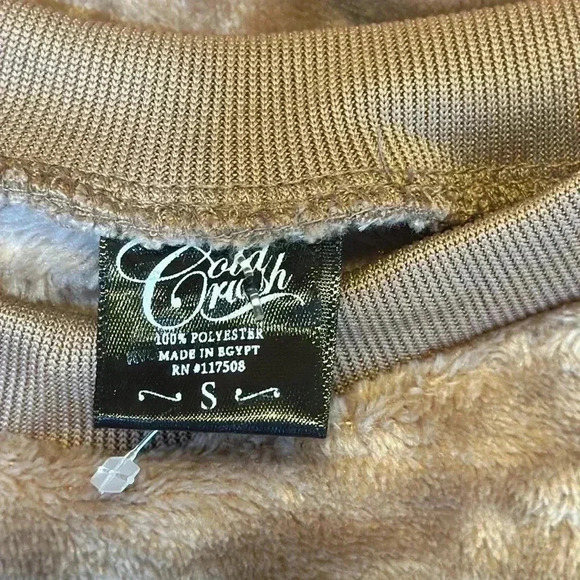 Cold
Crush
100% POLYESTER
MADE IN EGYPT
RN #117508
S